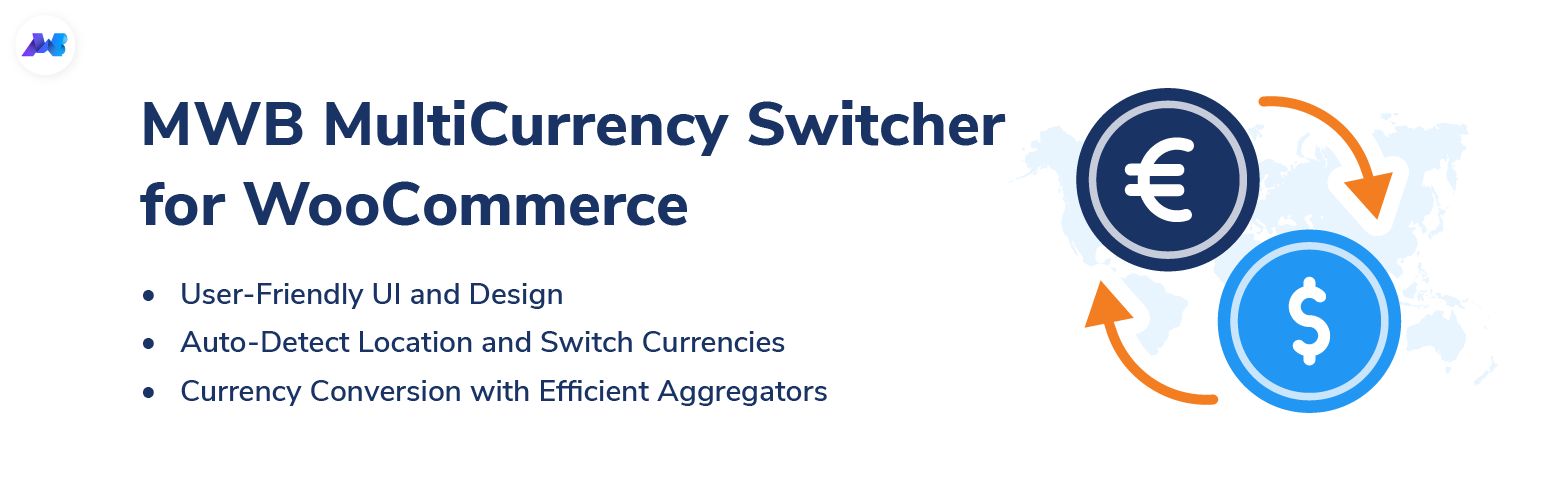 MWB
MWB MultiCurrency Switcher
for WooCommerce
• User-Friendly UI and Design
• Auto-Detect Location and Switch Currencies
• Currency Conversion with Efficient Aggregators
€
$